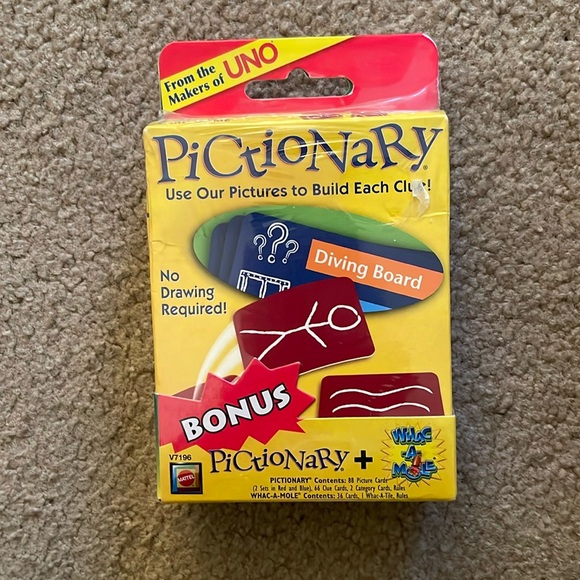 From the
Makers of UNO®
PiCtioNaRy®
Use Our Pictures to Build Each Clue!
Diving Board
No
Drawing
Required!
BONUS
V7196
MATTEL
PiCtioNaRy® +
WHAC
-A-
MOLE
PICTIONARY® Contents: 88 Picture Cards
(2 Sets in Red and Blue), 66 Clue Cards, 2 Category Cards, Rules
WHAC-A-MOLE® Contents: 36 Cards, 1 Whac-A-Tile, Rules